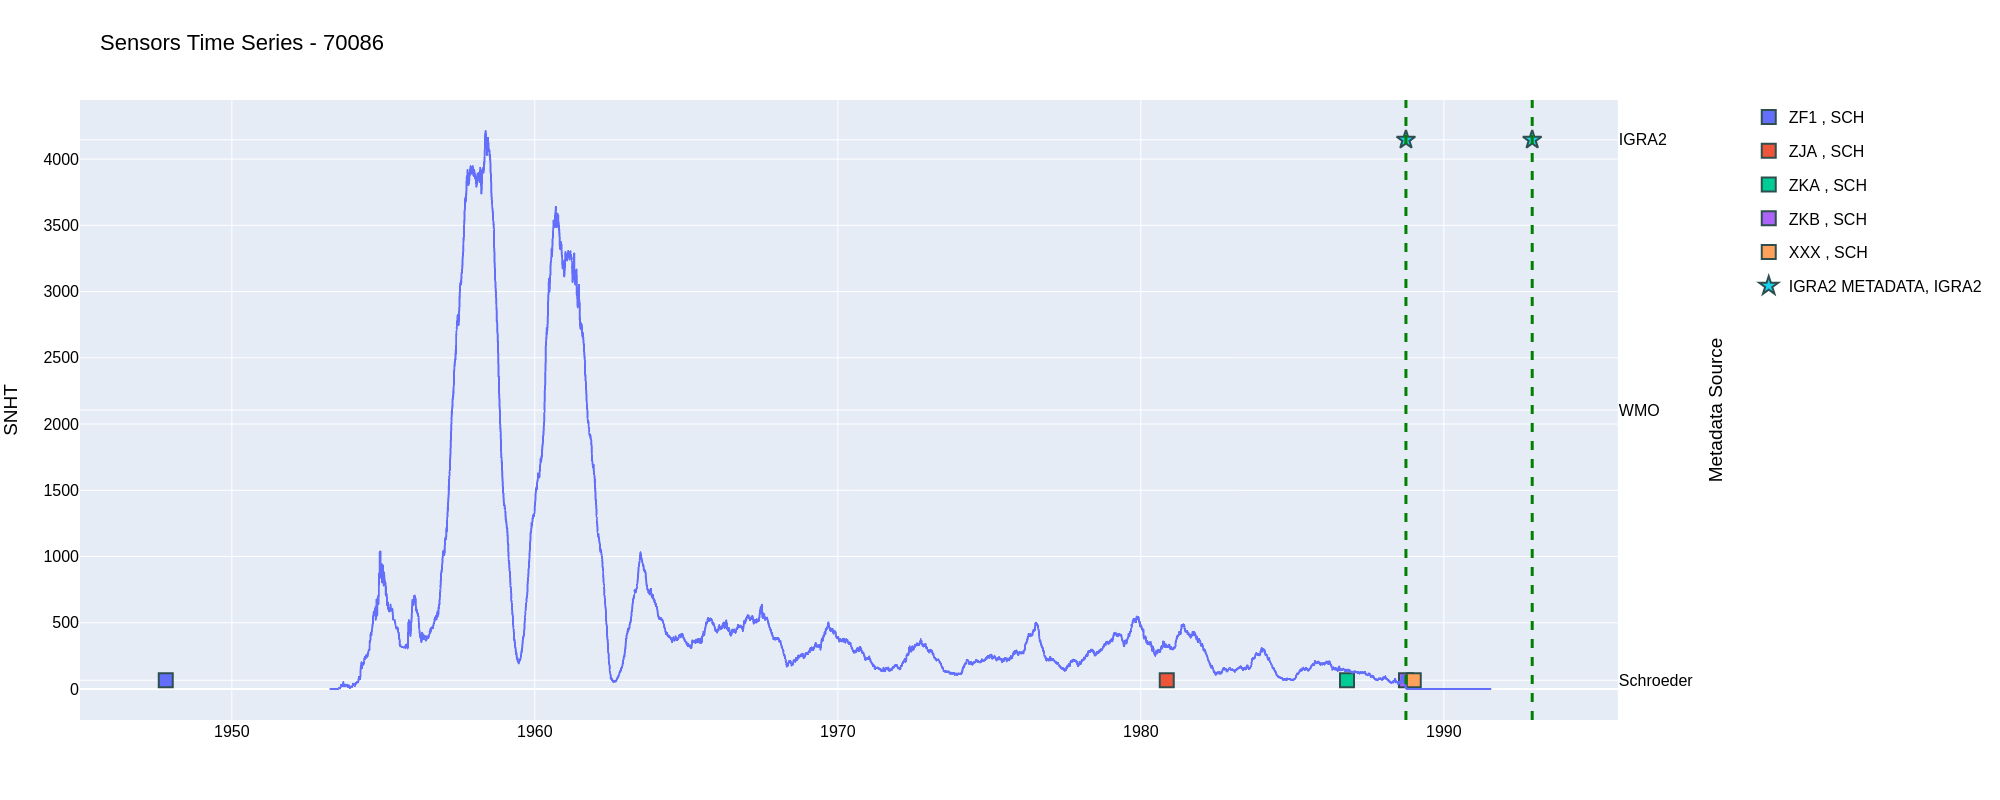 Sensors Time Series - 70086
SNHT
4000
3500
3000
2500
2000
1500
1000
500
0
1950
1960
1970
1980
1990
IGRA2
WMO
Schroeder
Metadata Source
ZF1 , SCH
ZJA , SCH
ZKA , SCH
ZKB , SCH
XXX , SCH
IGRA2 METADATA, IGRA2